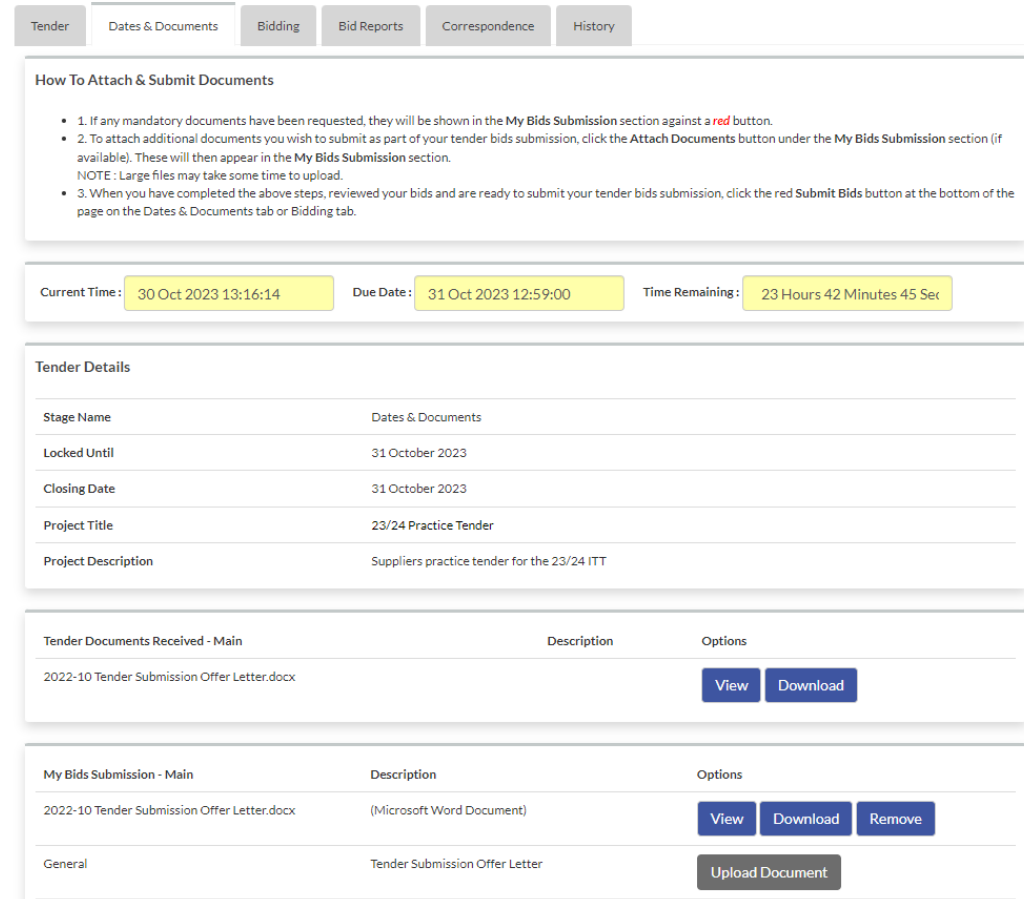 Tender Dates & Documents Bidding Bid Reports Correspondence History
How To Attach & Submit Documents
• 1. If any mandatory documents have been requested, they will be shown in the My Bids Submission section against a red button.
• 2. To attach additional documents you wish to submit as part of your tender bids submission, click the Attach Documents button under the My Bids Submission section (if
available). These will then appear in the My Bids Submission section.
NOTE : Large files may take some time to upload.
• 3. When you have completed the above steps, reviewed your bids and are ready to submit your tender bids submission, click the red Submit Bids button at the bottom of the
page on the Dates & Documents tab or Bidding tab.
Current Time : 30 Oct 2023 13:16:14 Due Date : 31 Oct 2023 12:59:00 Time Remaining : 23 Hours 42 Minutes 45 Sec
Tender Details
Stage Name Dates & Documents
Locked Until 31 October 2023
Closing Date 31 October 2023
Project Title 23/24 Practice Tender
Project Description Suppliers practice tender for the 23/24 ITT
Tender Documents Received - Main Description Options
2022-10 Tender Submission Offer Letter.docx View Download
My Bids Submission - Main Description Options
2022-10 Tender Submission Offer Letter.docx (Microsoft Word Document) View Download Remove
General Tender Submission Offer Letter Upload Document